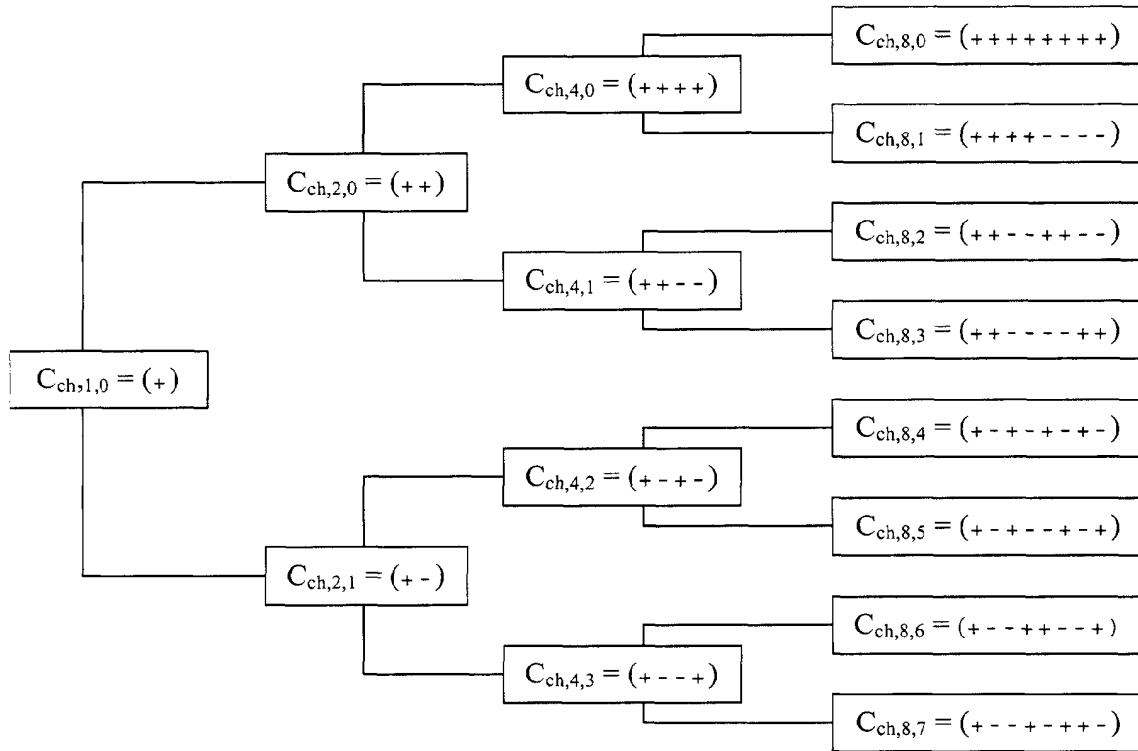 C_ch,8,0 = (+ + + + + + + +)
C_ch,4,0 = (+ + + +)
C_ch,8,1 = (+ + + + - - - -)
C_ch,2,0 = (+ +)
C_ch,8,2 = (+ + - - + + - -)
C_ch,4,1 = (+ + - -)
C_ch,8,3 = (+ + - - - - + +)
C_ch,1,0 = (+)
C_ch,8,4 = (+ - + - + - + -)
C_ch,4,2 = (+ - + -)
C_ch,8,5 = (+ - + - - + - +)
C_ch,2,1 = (+ -)
C_ch,8,6 = (+ - - + + - - +)
C_ch,4,3 = (+ - - +)
C_ch,8,7 = (+ - - + - + + -)